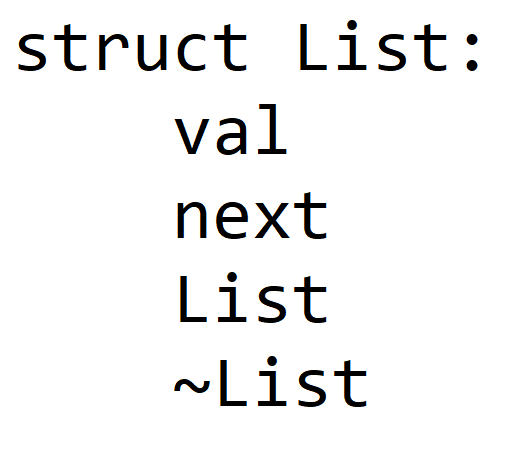 struct List:
    val
    next
    List
    ~List